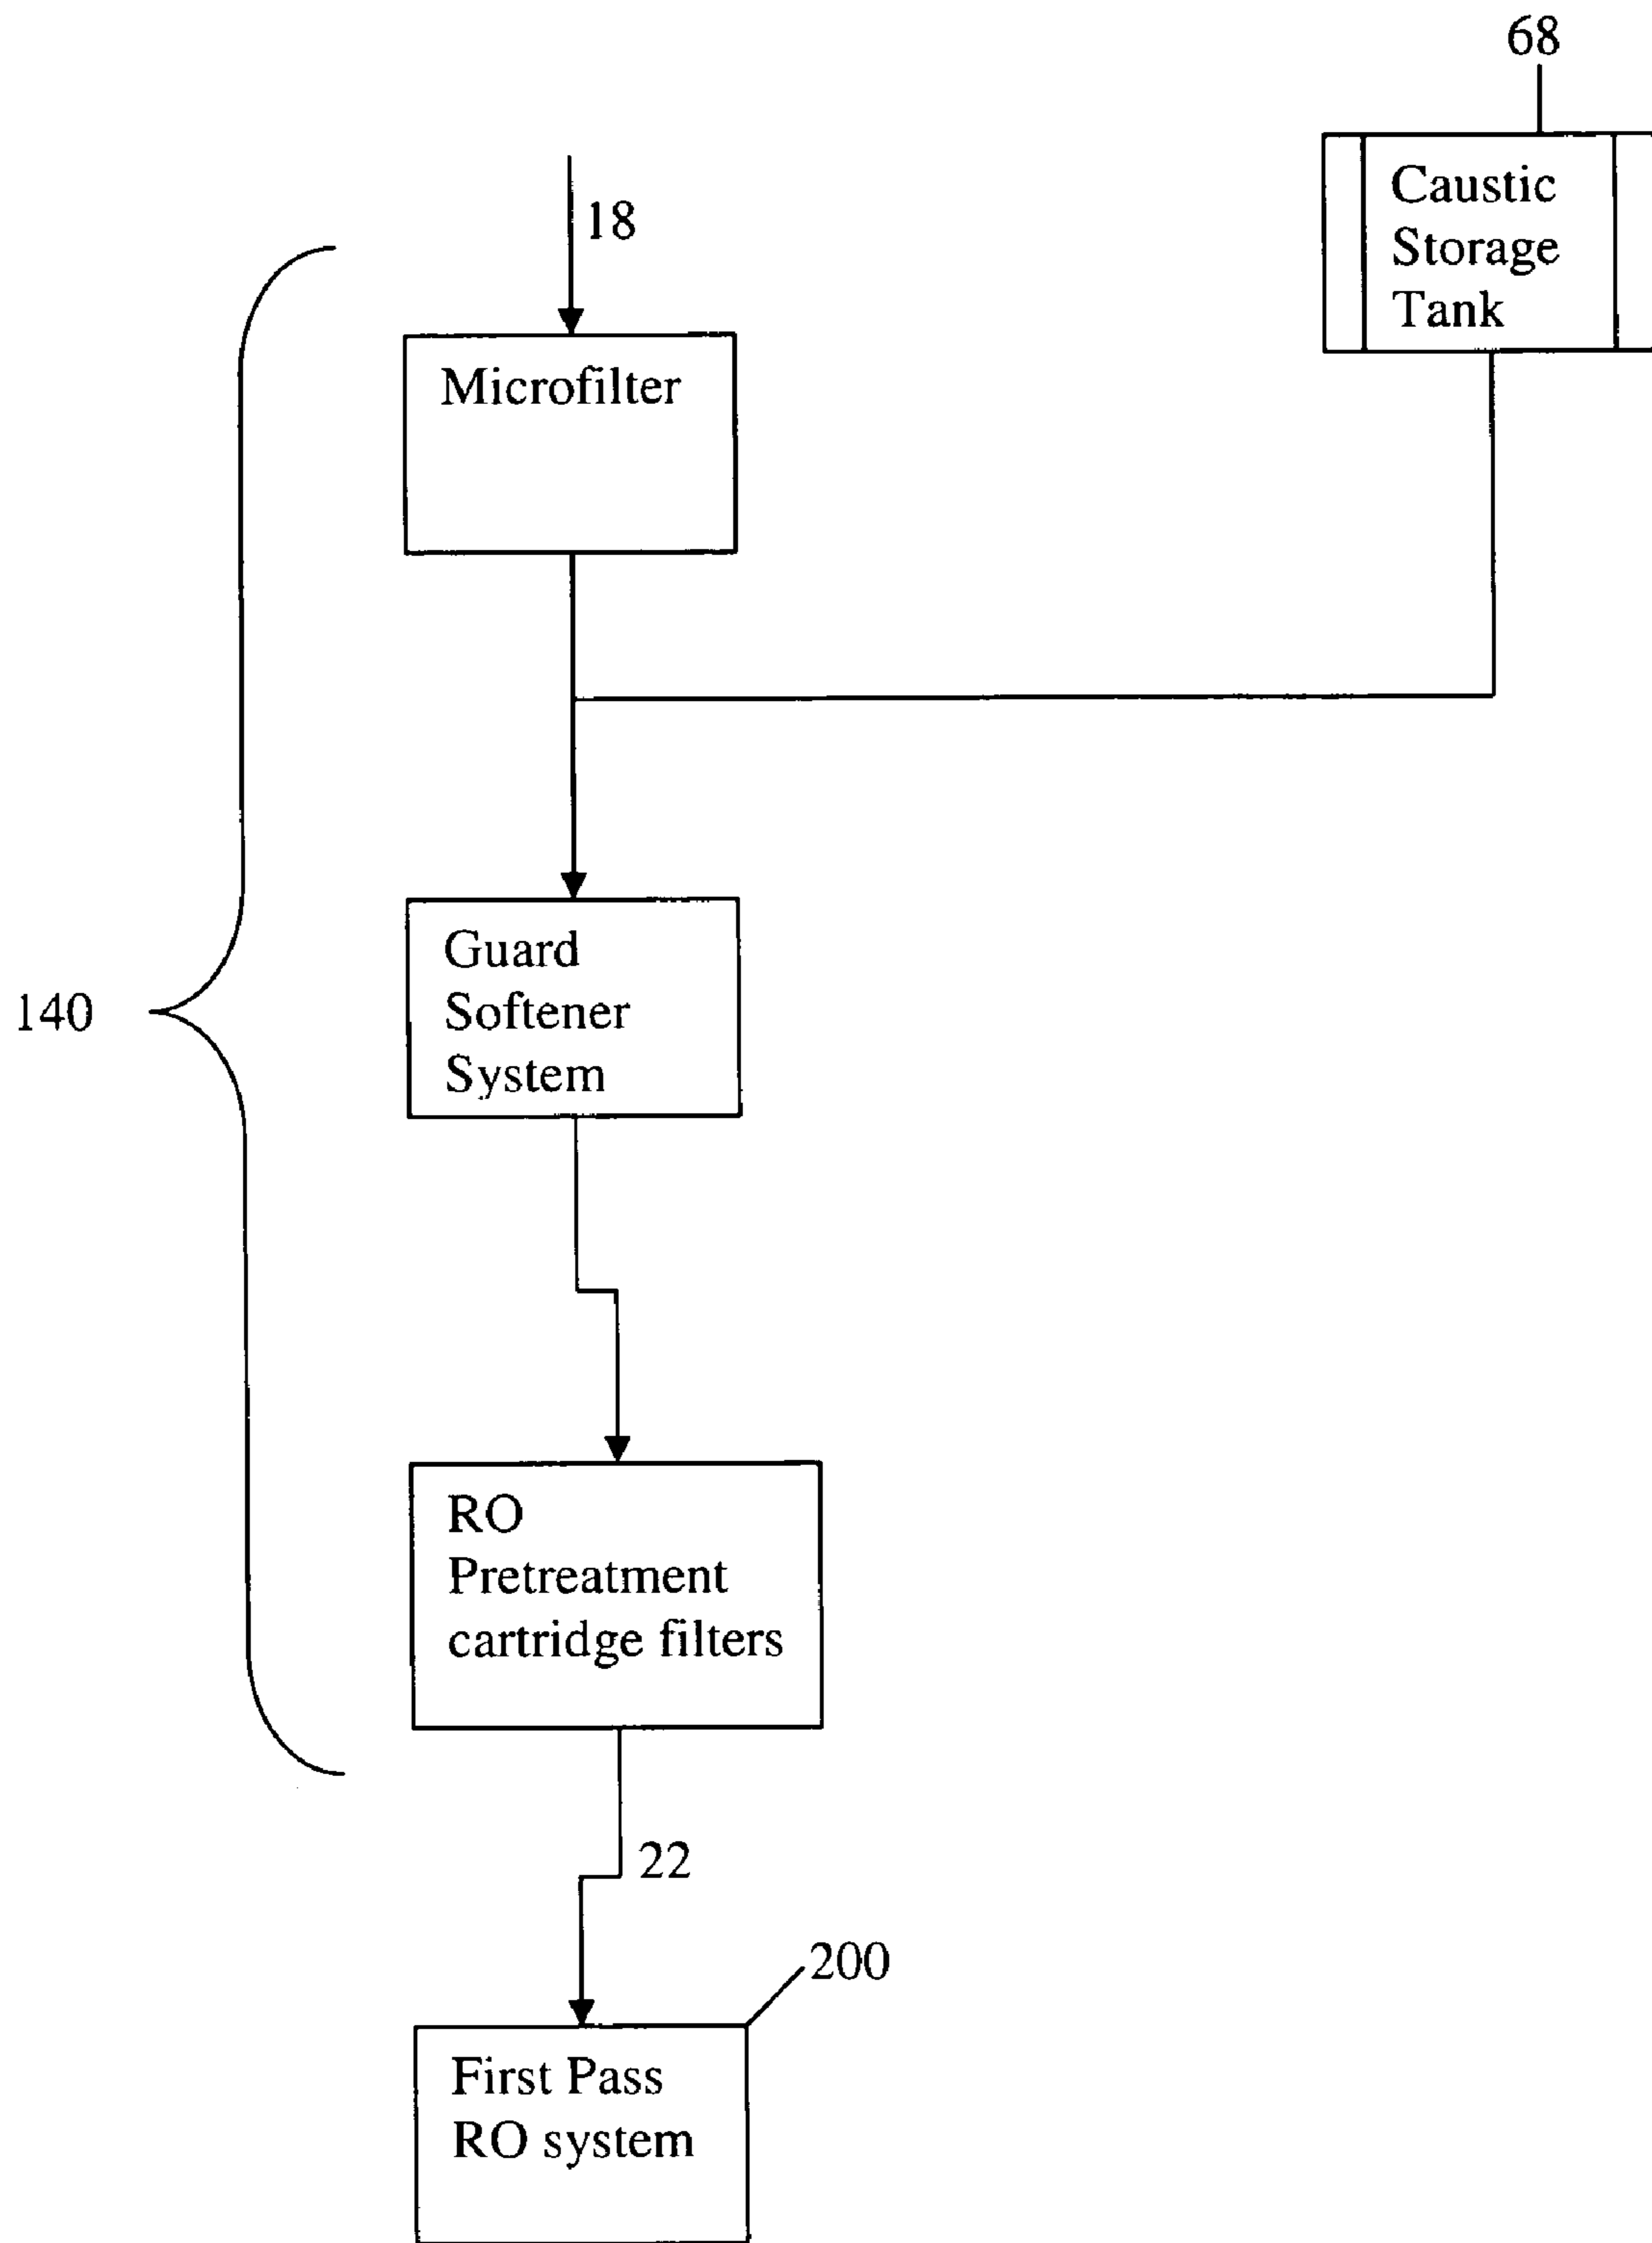 68
Caustic
Storage
Tank
18
Microfilter
Guard
Softener
System
140
RO
Pretreatment
cartridge filters
22
200
First Pass
RO system